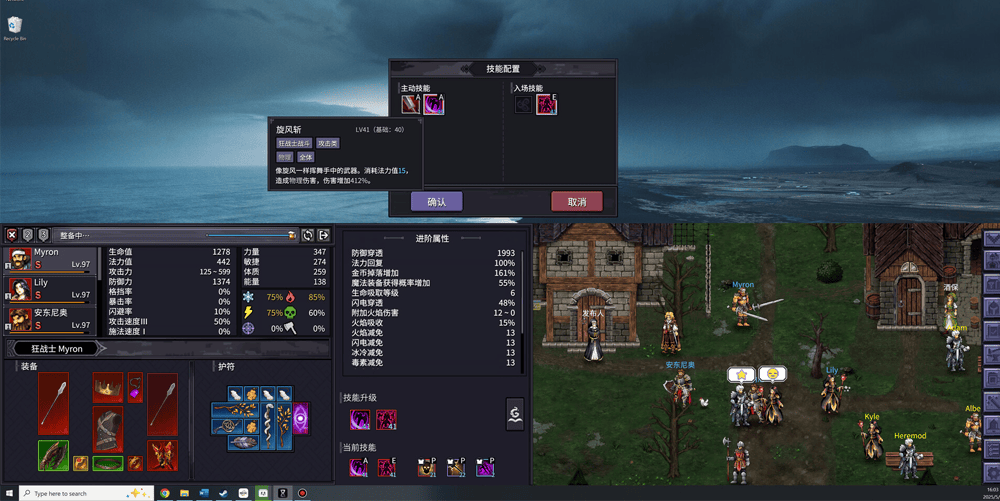 Recycle Bin
技能配置
主动技能
入场技能
A
A
E
旋风斩
LV41（基础：40）
狂战士战斗
攻击类
物理
全体
像旋风一样挥舞手中的武器。消耗法力值15，
造成物理伤害，伤害增加412%。
确认
取消
整备中···
Myron
S
Lv.97
Lily
S
Lv.97
安东尼奥
S
Lv.97
生命值 1278
法力值 442
攻击力 125 ~ 599
防御力 1374
格挡率 0%
暴击率 0%
闪避率 10%
攻击速度III 50%
施法速度 I 0%
力量 347
敏捷 274
体质 259
能量 138
75% 85%
75% 60%
0% 0%
狂战士 Myron
装备
护符
进阶属性
防御穿透 1993
法力回复 100%
金币掉落增加 161%
魔法装备获得概率增加 55%
生命吸取等级 6
闪电穿透 48%
附加火焰伤害 12 ~ 0
火焰吸收 15%
火焰减免 13
闪电减免 13
冰冷减免 13
毒素减免 13
技能升级
41
41
当前技能
A
E
P
P
P
41
41
21
22
21
发布人
Myron
酒保
安东尼奥
Lily
Kyle
Heremod
Albe
Type here to search
16:03